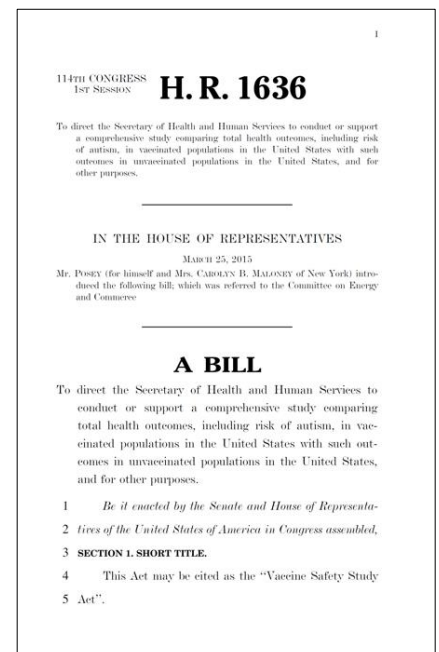 1
114TH CONGRESS
1ST SESSION
H. R. 1636
To direct the Secretary of Health and Human Services to conduct or support
a comprehensive study comparing total health outcomes, including risk
of autism, in vaccinated populations in the United States with such
outcomes in unvaccinated populations in the United States, and for
other purposes.
IN THE HOUSE OF REPRESENTATIVES
MARCH 25, 2015
Mr. POSEY (for himself and Mrs. CAROLYN B. MALONEY of New York) intro-
duced the following bill; which was referred to the Committee on Energy
and Commerce
A BILL
To direct the Secretary of Health and Human Services to
conduct or support a comprehensive study comparing
total health outcomes, including risk of autism, in vac-
cinated populations in the United States with such out-
comes in unvaccinated populations in the United States,
and for other purposes.
1 Be it enacted by the Senate and House of Representa-
2 tives of the United States of America in Congress assembled,
3 SECTION 1. SHORT TITLE.
4 This Act may be cited as the “Vaccine Safety Study
5 Act”.